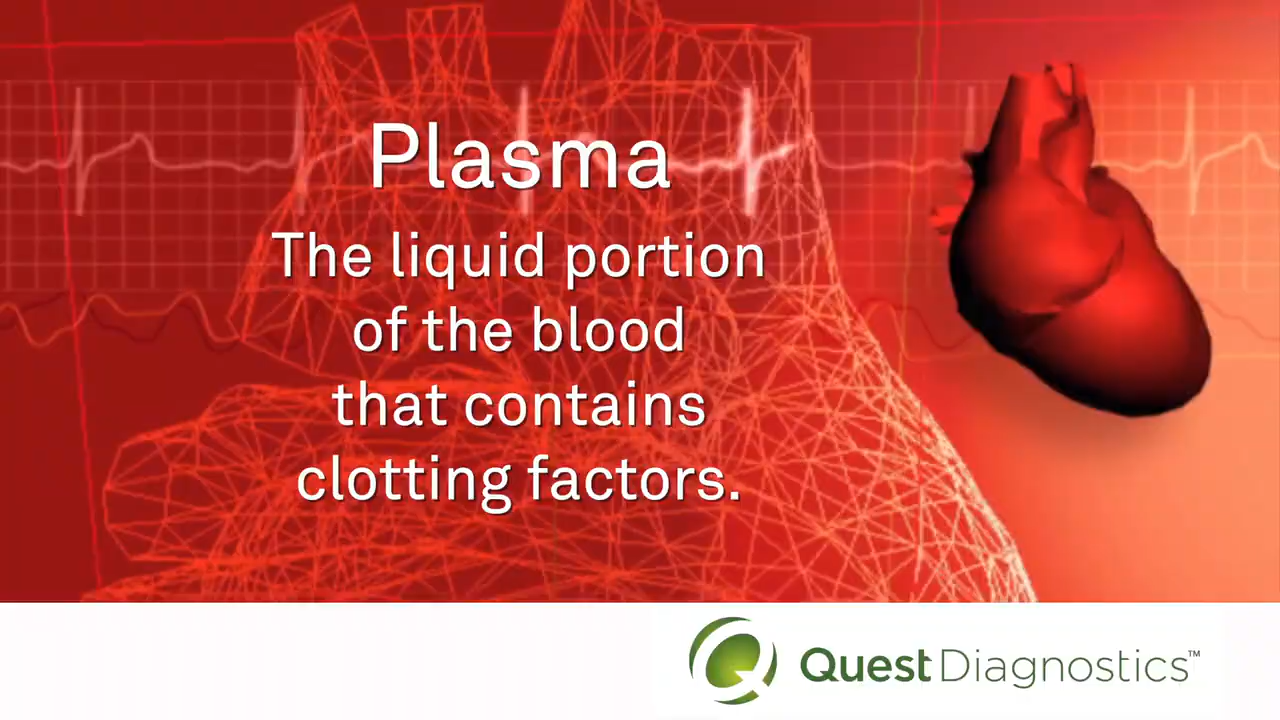 Plasma
The liquid portion
of the blood
that contains
clotting factors.
Quest Diagnostics™